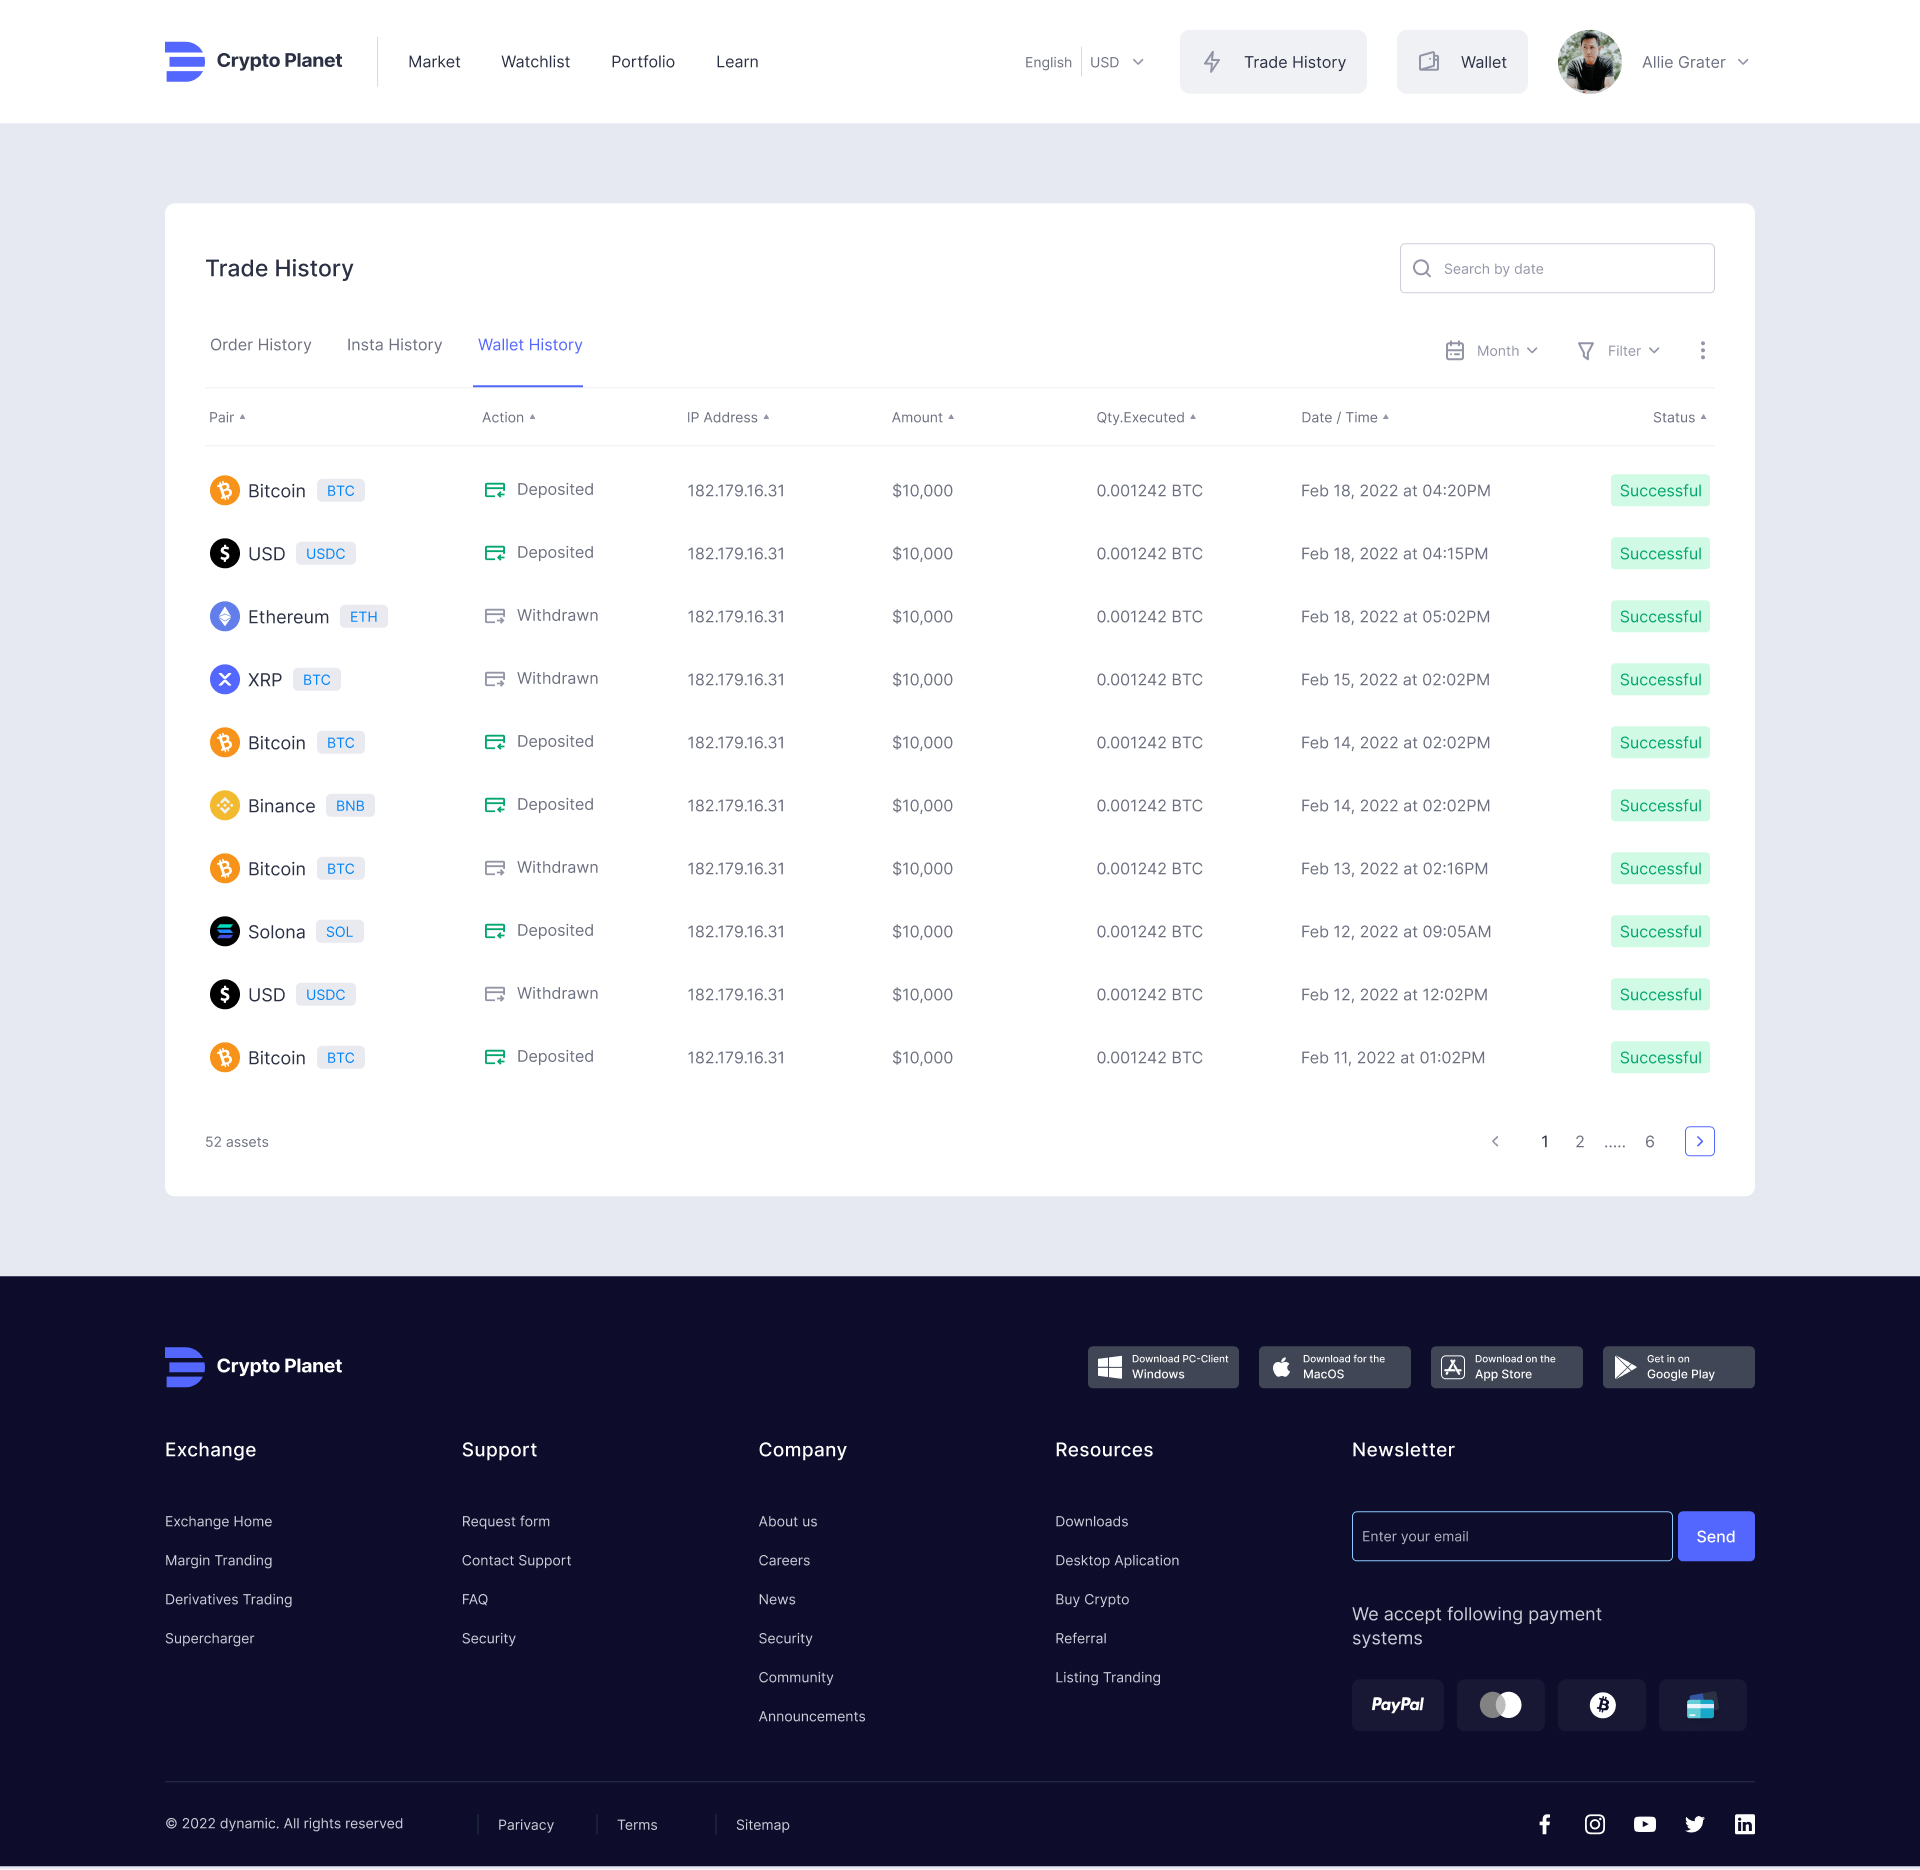 Crypto Planet
Market Watchlist Portfolio Learn
English USD
Trade History
Wallet
Allie Grater
Trade History
Search by date
Order History Insta History Wallet History
Month Filter
Pair Action IP Address Amount Qty.Executed Date / Time Status
Bitcoin BTC Deposited 182.179.16.31 $10,000 0.001242 BTC Feb 18, 2022 at 04:20PM Successful
USD USDC Deposited 182.179.16.31 $10,000 0.001242 BTC Feb 18, 2022 at 04:15PM Successful
Ethereum ETH Withdrawn 182.179.16.31 $10,000 0.001242 BTC Feb 18, 2022 at 05:02PM Successful
XRP BTC Withdrawn 182.179.16.31 $10,000 0.001242 BTC Feb 15, 2022 at 02:02PM Successful
Bitcoin BTC Deposited 182.179.16.31 $10,000 0.001242 BTC Feb 14, 2022 at 02:02PM Successful
Binance BNB Deposited 182.179.16.31 $10,000 0.001242 BTC Feb 14, 2022 at 02:02PM Successful
Bitcoin BTC Withdrawn 182.179.16.31 $10,000 0.001242 BTC Feb 13, 2022 at 02:16PM Successful
Solona SOL Deposited 182.179.16.31 $10,000 0.001242 BTC Feb 12, 2022 at 09:05AM Successful
USD USDC Withdrawn 182.179.16.31 $10,000 0.001242 BTC Feb 12, 2022 at 12:02PM Successful
Bitcoin BTC Deposited 182.179.16.31 $10,000 0.001242 BTC Feb 11, 2022 at 01:02PM Successful
52 assets
1 2 ..... 6
Crypto Planet
Download PC-Client
Windows
Download for the
MacOS
Download on the
App Store
Get in on
Google Play
Exchange
Exchange Home
Margin Tranding
Derivatives Trading
Supercharger
Support
Request form
Contact Support
FAQ
Security
Company
About us
Careers
News
Security
Community
Announcements
Resources
Downloads
Desktop Aplication
Buy Crypto
Referral
Listing Tranding
Newsletter
Enter your email
Send
We accept following payment
systems
PayPal
© 2022 dynamic. All rights reserved
Parivacy
Terms
Sitemap